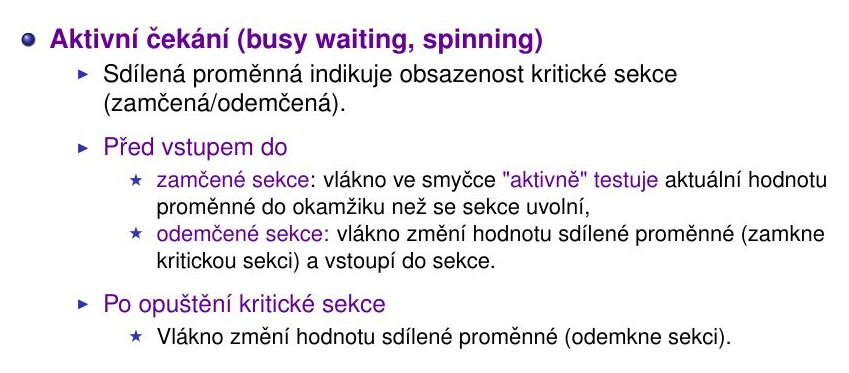 Aktivní čekání (busy waiting, spinning)
Sdílená proměnná indikuje obsazenost kritické sekce
(zamčená/odemčená).
Před vstupem do
zamčené sekce: vlákno ve smyčce "aktivně" testuje aktuální hodnotu
proměnné do okamžiku než se sekce uvolní,
odemčené sekce: vlákno změní hodnotu sdílené proměnné (zamkne
kritickou sekci) a vstoupí do sekce.
Po opuštění kritické sekce
Vlákno změní hodnotu sdílené proměnné (odemkne sekci).